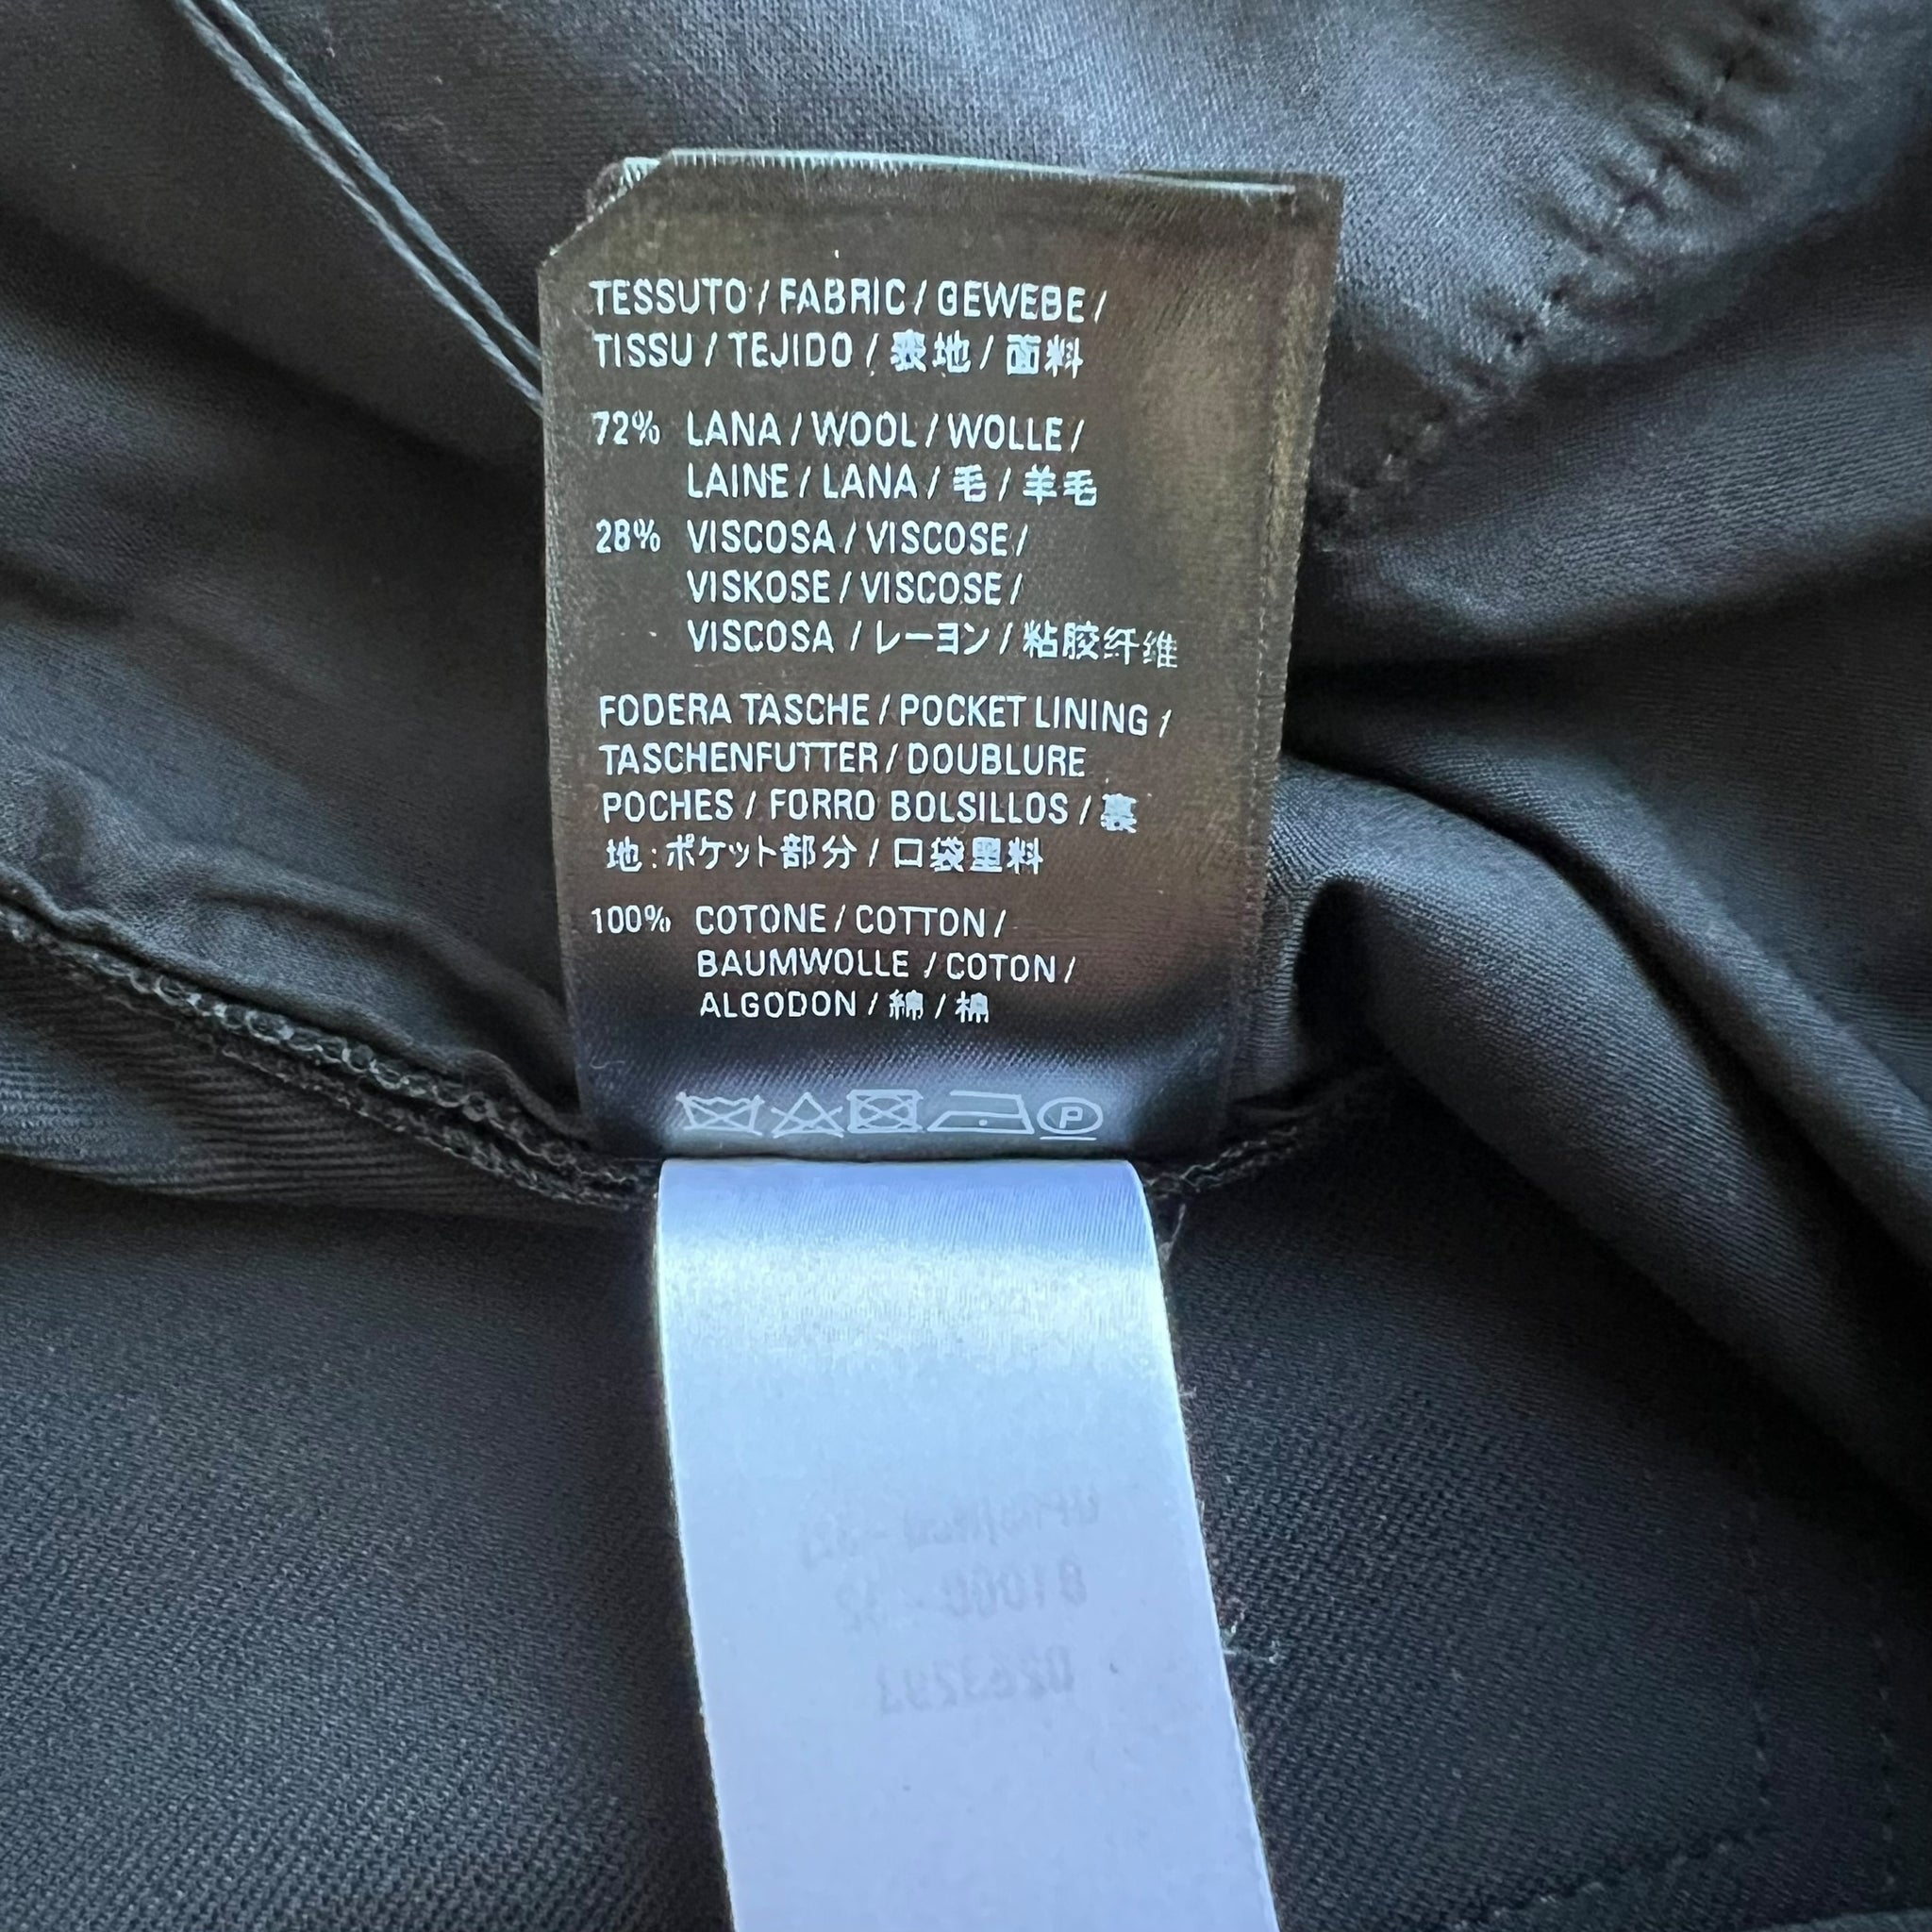 TESSUTO / FABRIC / GEWEBE /
TISSU / TEJIDO / 表地 / 面料
72% LANA / WOOL / WOLLE /
LAINE / LANA / 毛 / 羊毛
28% VISCOSA / VISCOSE /
VISKOSE / VISCOSE /
VISCOSA / レーヨン / 粘胶纤维
FODERA TASCHE / POCKET LINING /
TASCHENFUTTER / DOUBLURE
POCHES / FORRO BOLSILLOS / 裏
地 : ポケット部分 / 口袋里料
100% COTONE / COTTON /
BAUMWOLLE / COTON /
ALGODON / 綿 / 棉
P